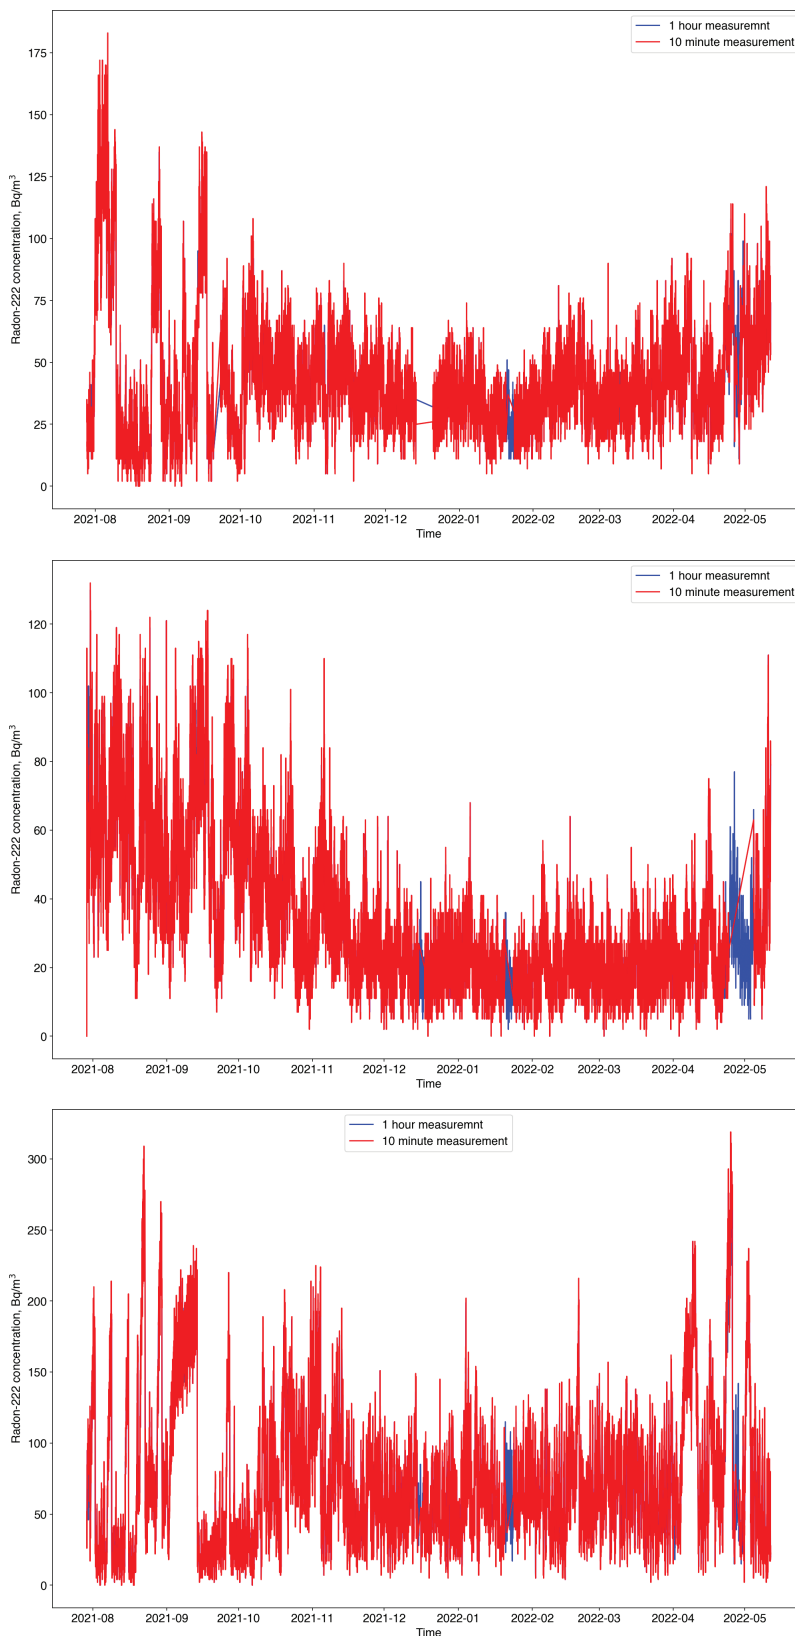 1 hour measuremnt
10 minute measurement
175
150
125
100
75
50
25
0
Radon-222 concentration, Bq/m³
2021-08 2021-09 2021-10 2021-11 2021-12 2022-01 2022-02 2022-03 2022-04 2022-05
Time
1 hour measuremnt
10 minute measurement
120
100
80
60
40
20
0
Radon-222 concentration, Bq/m³
2021-08 2021-09 2021-10 2021-11 2021-12 2022-01 2022-02 2022-03 2022-04 2022-05
Time
1 hour measuremnt
10 minute measurement
300
250
200
150
100
50
0
Radon-222 concentration, Bq/m³
2021-08 2021-09 2021-10 2021-11 2021-12 2022-01 2022-02 2022-03 2022-04 2022-05
Time